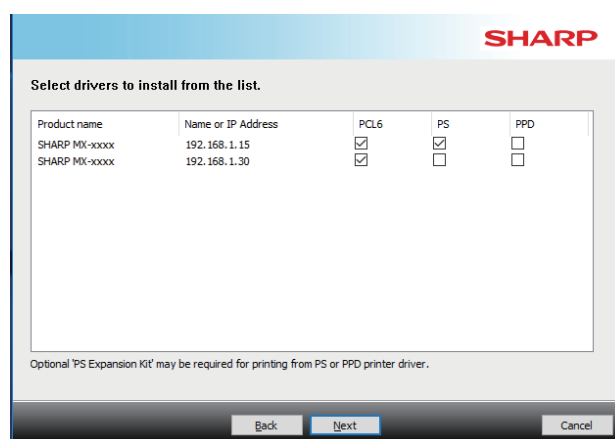 SHARP
Select drivers to install from the list.
Product name Name or IP Address PCL6 PS PPD
SHARP MX-xxxx 192.168.1.15
SHARP MX-xxxx 192.168.1.30
Optional 'PS Expansion Kit' may be required for printing from PS or PPD printer driver.
Back Next Cancel